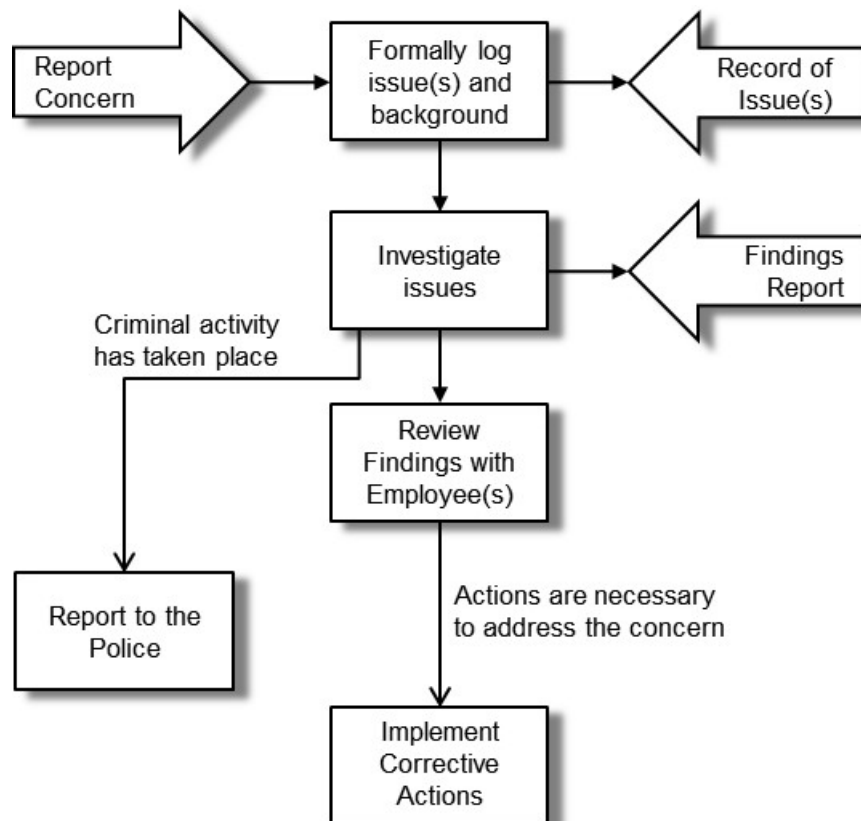 Report
Concern
Formally log
issue(s) and
background
Record of
Issue(s)
Investigate
issues
Findings
Report
Criminal activity
has taken place
Review
Findings with
Employee(s)
Report to the
Police
Actions are necessary
to address the concern
Implement
Corrective
Actions